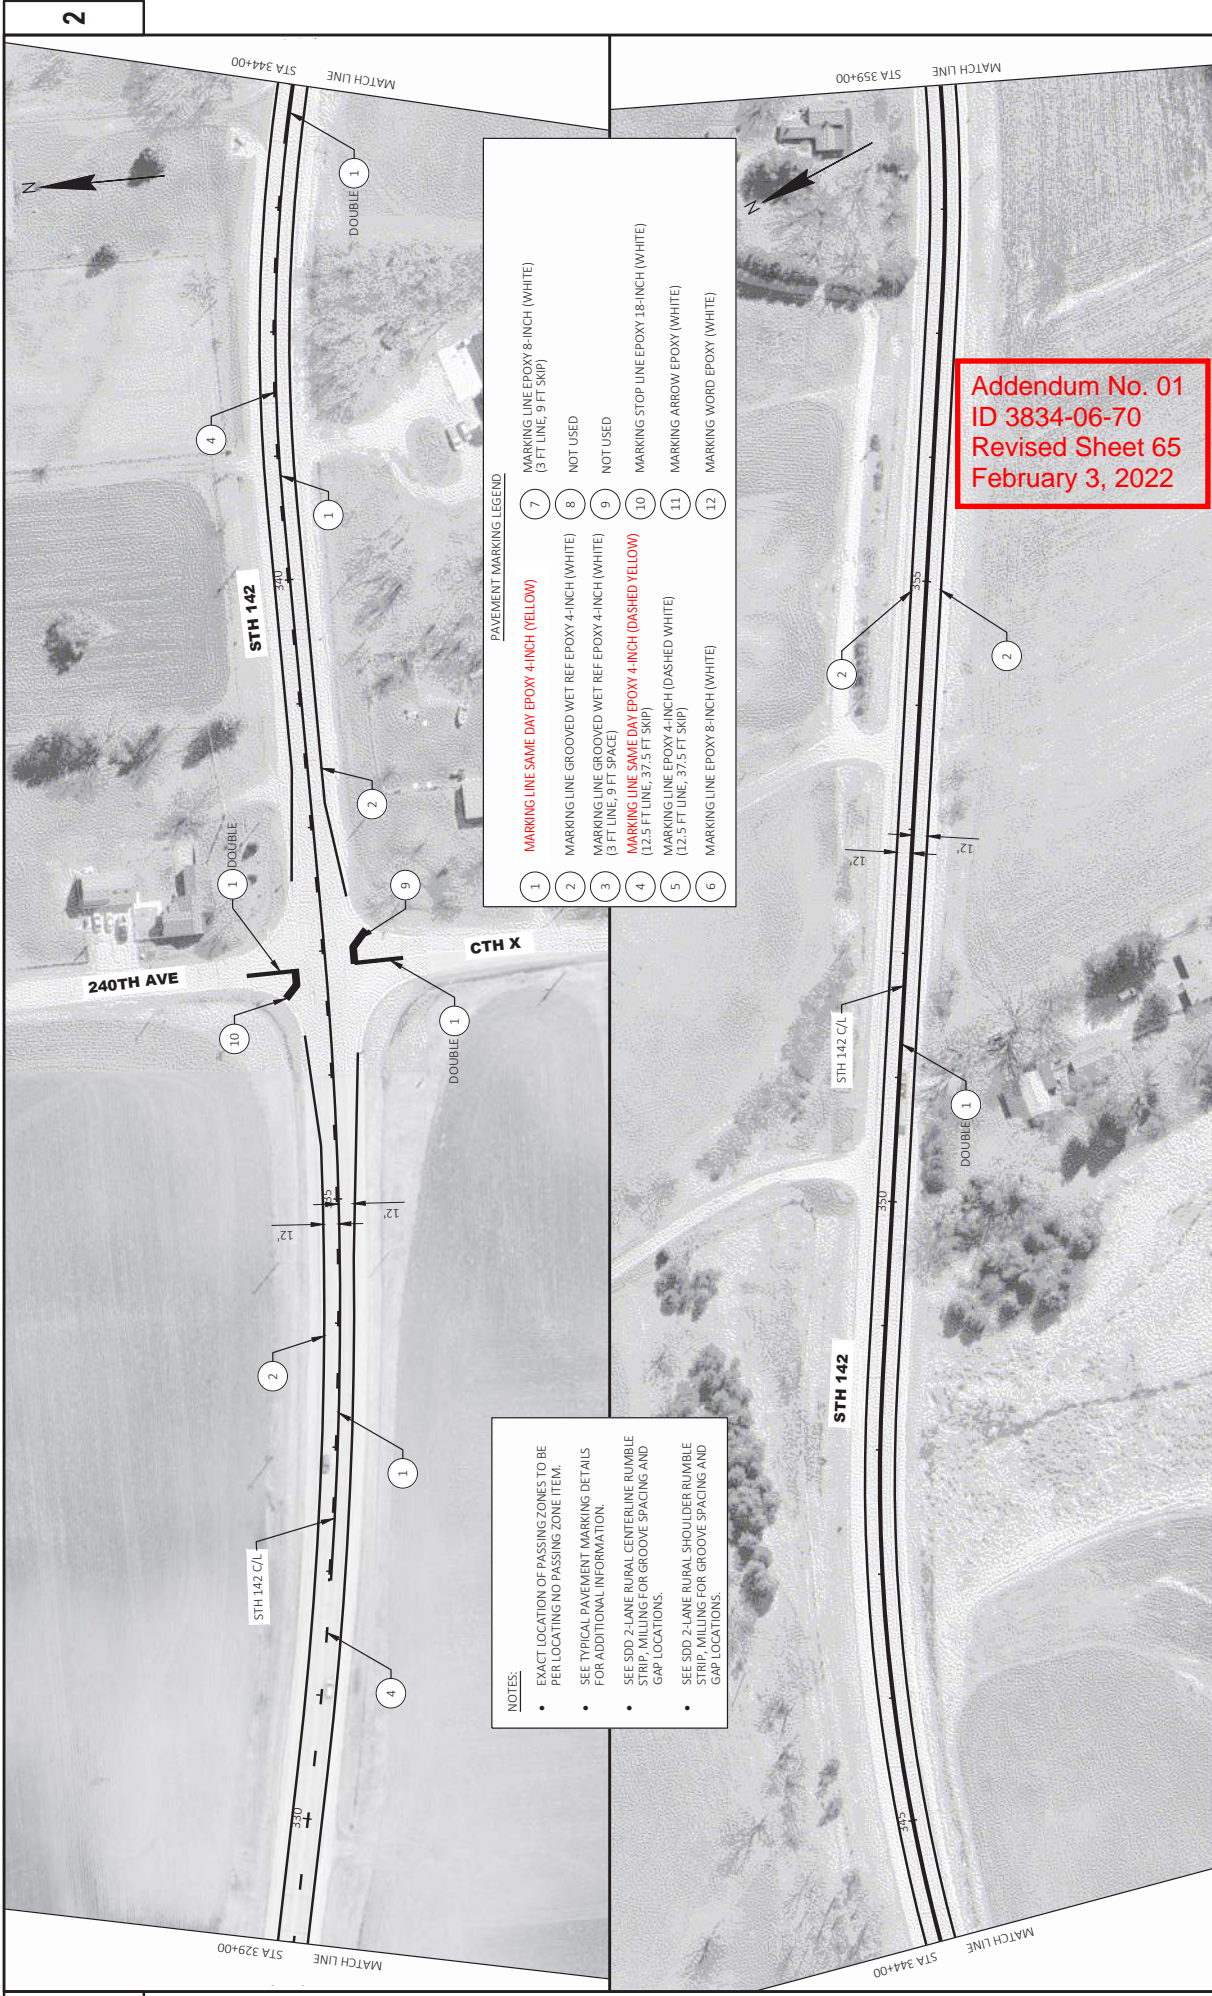 2
MATCH LINE
STA 344+00
N
DOUBLE 1
4
1
340
STH 142
2
DOUBLE
1
9
240TH AVE
CTH X
10
DOUBLE 1
35
12'
12'
2
1
STH 142 C/L
4
330
STA 329+00
MATCH LINE
PAVEMENT MARKING LEGEND
1 MARKING LINE SAME DAY EPOXY 4-INCH (YELLOW)
2 MARKING LINE GROOVED WET REF EPOXY 4-INCH (WHITE)
3 MARKING LINE GROOVED WET REF EPOXY 4-INCH (WHITE)
(3 FT LINE, 9 FT SPACE)
4 MARKING LINE SAME DAY EPOXY 4-INCH (DASHED YELLOW)
(12.5 FT LINE, 37.5 FT SKIP)
5 MARKING LINE EPOXY 4-INCH (DASHED WHITE)
(12.5 FT LINE, 37.5 FT SKIP)
6 MARKING LINE EPOXY 8-INCH (WHITE)
7 MARKING LINE EPOXY 8-INCH (WHITE)
(3 FT LINE, 9 FT SKIP)
8 NOT USED
9 NOT USED
10 MARKING STOP LINE EPOXY 18-INCH (WHITE)
11 MARKING ARROW EPOXY (WHITE)
12 MARKING WORD EPOXY (WHITE)
NOTES:
• EXACT LOCATION OF PASSING ZONES TO BE
PER LOCATING NO PASSING ZONE ITEM.
• SEE TYPICAL PAVEMENT MARKING DETAILS
FOR ADDITIONAL INFORMATION.
• SEE SDD 2-LANE RURAL CENTERLINE RUMBLE
STRIP, MILLING FOR GROOVE SPACING AND
GAP LOCATIONS.
• SEE SDD 2-LANE RURAL SHOULDER RUMBLE
STRIP, MILLING FOR GROOVE SPACING AND
GAP LOCATIONS.
STA 359+00
MATCH LINE
N
Addendum No. 01
ID 3834-06-70
Revised Sheet 65
February 3, 2022
355
2
2
12'
12'
STH 142 C/L
DOUBLE 1
350
STH 142
345
STA 344+00
MATCH LINE